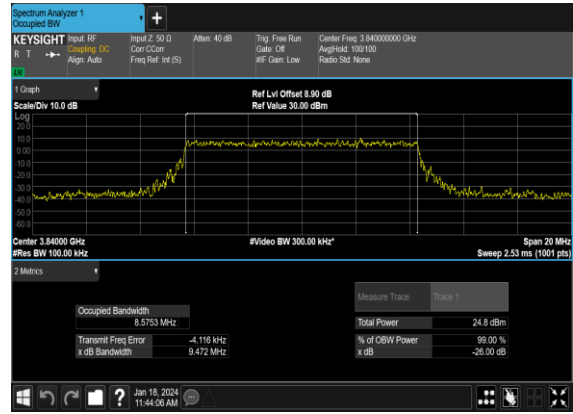 Spectrum Analyzer 1
Occupied BW
+
KEYSIGHT Input: RF Input Z: 50 Ω Atten: 40 dB Trig: Free Run Center Freq: 3.840000000 GHz
R T Coupling: DC Corr CCorr Gate: Off Avg|Hold: 100/100
Align: Auto Freq Ref: Int (S) #IF Gain: Low Radio Std: None
LW
1 Graph Ref Lvl Offset 8.90 dB
Scale/Div 10.0 dB Ref Value 30.00 dBm
Log
20.0
10.0
0.00
-10.0
-20.0
-30.0
-40.0
-50.0
-60.0
Center 3.84000 GHz #Video BW 300.00 kHz* Span 20 MHz
#Res BW 100.00 kHz Sweep 2.53 ms (1001 pts)
2 Metrics
Measure Trace Trace 1
Occupied Bandwidth
8.5753 MHz Total Power 24.8 dBm
Transmit Freq Error -4.116 kHz % of OBW Power 99.00 %
x dB Bandwidth 9.472 MHz x dB -26.00 dB
? Jan 18, 2024
11:44:06 AM